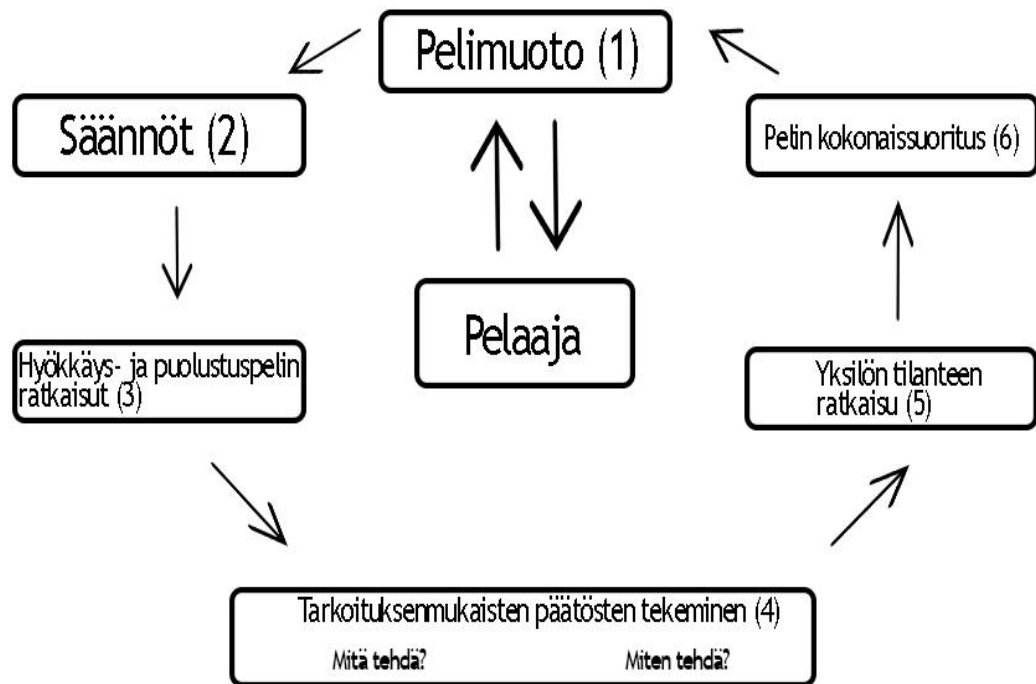 Pelimuoto (1)
Säännöt (2)
Pelin kokonaissuoritus (6)
Pelaaja
Hyökkäys- ja puolustuspelin
ratkaisut (3)
Yksilön tilanteen
ratkaisu (5)
Tarkoituksenmukaisten päätösten tekeminen (4)
Mitä tehdä? Miten tehdä?